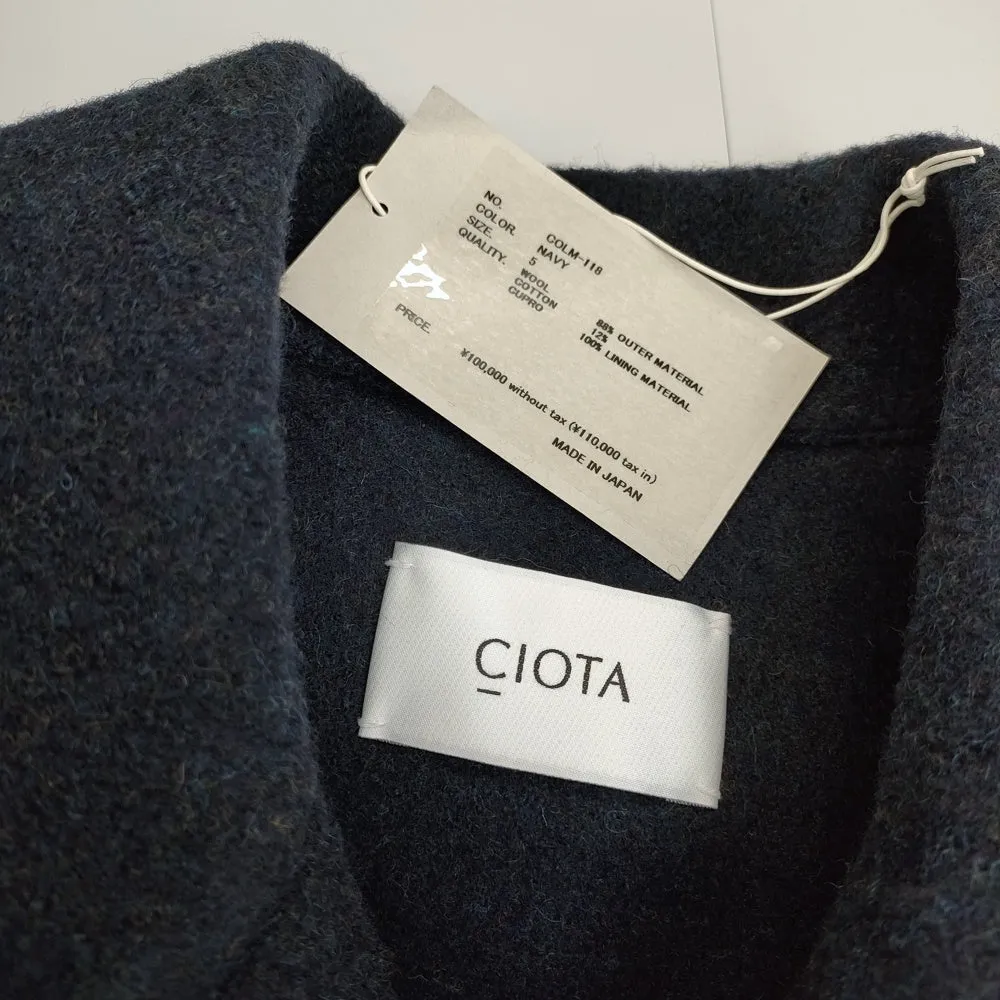 NO. COLM-118
COLOR. NAVY
SIZE. 5
QUALITY. WOOL 88% OUTER MATERIAL
COTTON 12%
CUPRO 100% LINING MATERIAL
PRICE.
¥100,000 without tax (¥110,000 tax in)
MADE IN JAPAN
CIOTA